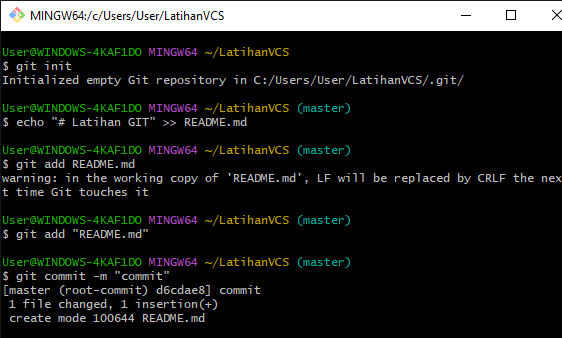 MINGW64:/c/Users/User/LatihanVCS
User@WINDOWS-4KAF1DO MINGW64 ~/LatihanVCS
$ git init
Initialized empty Git repository in C:/Users/User/LatihanVCS/.git/
User@WINDOWS-4KAF1DO MINGW64 ~/LatihanVCS (master)
$ echo "# Latihan GIT" >> README.md
User@WINDOWS-4KAF1DO MINGW64 ~/LatihanVCS (master)
$ git add README.md
warning: in the working copy of 'README.md', LF will be replaced by CRLF the nex
t time Git touches it
User@WINDOWS-4KAF1DO MINGW64 ~/LatihanVCS (master)
$ git add "README.md"
User@WINDOWS-4KAF1DO MINGW64 ~/LatihanVCS (master)
$ git commit -m "commit"
[master (root-commit) d6cdae8] commit
 1 file changed, 1 insertion(+)
 create mode 100644 README.md